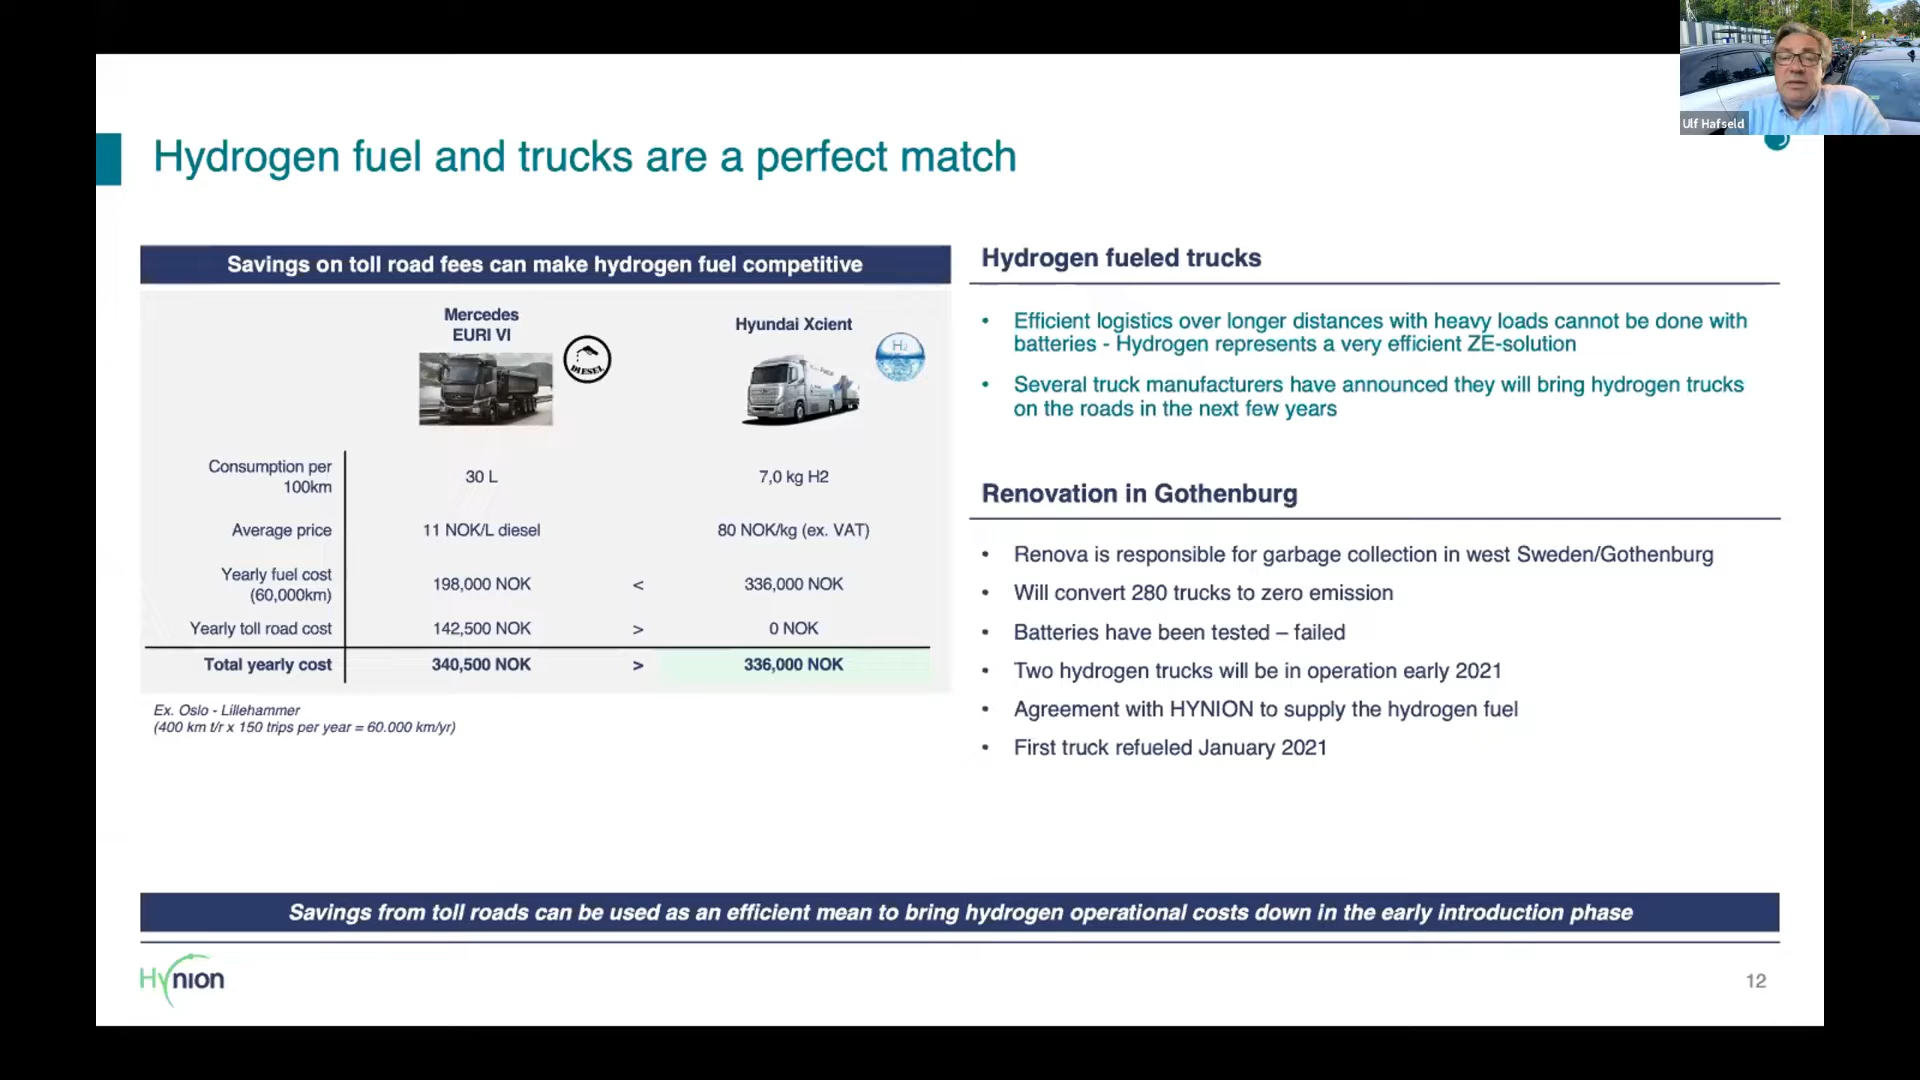 Ulf Hafseld
Hydrogen fuel and trucks are a perfect match
Savings on toll road fees can make hydrogen fuel competitive
Mercedes
EURI VI
DIESEL
Hyundai Xcient
H2
Consumption per
100km
30 L
7,0 kg H2
Average price
11 NOK/L diesel
80 NOK/kg (ex. VAT)
Yearly fuel cost
(60,000km)
198,000 NOK
<
336,000 NOK
Yearly toll road cost
142,500 NOK
>
0 NOK
Total yearly cost
340,500 NOK
>
336,000 NOK
Ex. Oslo - Lillehammer
(400 km t/r x 150 trips per year = 60.000 km/yr)
Hydrogen fueled trucks
• Efficient logistics over longer distances with heavy loads cannot be done with
batteries - Hydrogen represents a very efficient ZE-solution
• Several truck manufacturers have announced they will bring hydrogen trucks
on the roads in the next few years
Renovation in Gothenburg
• Renova is responsible for garbage collection in west Sweden/Gothenburg
• Will convert 280 trucks to zero emission
• Batteries have been tested – failed
• Two hydrogen trucks will be in operation early 2021
• Agreement with HYNION to supply the hydrogen fuel
• First truck refueled January 2021
Savings from toll roads can be used as an efficient mean to bring hydrogen operational costs down in the early introduction phase
Hynion
12